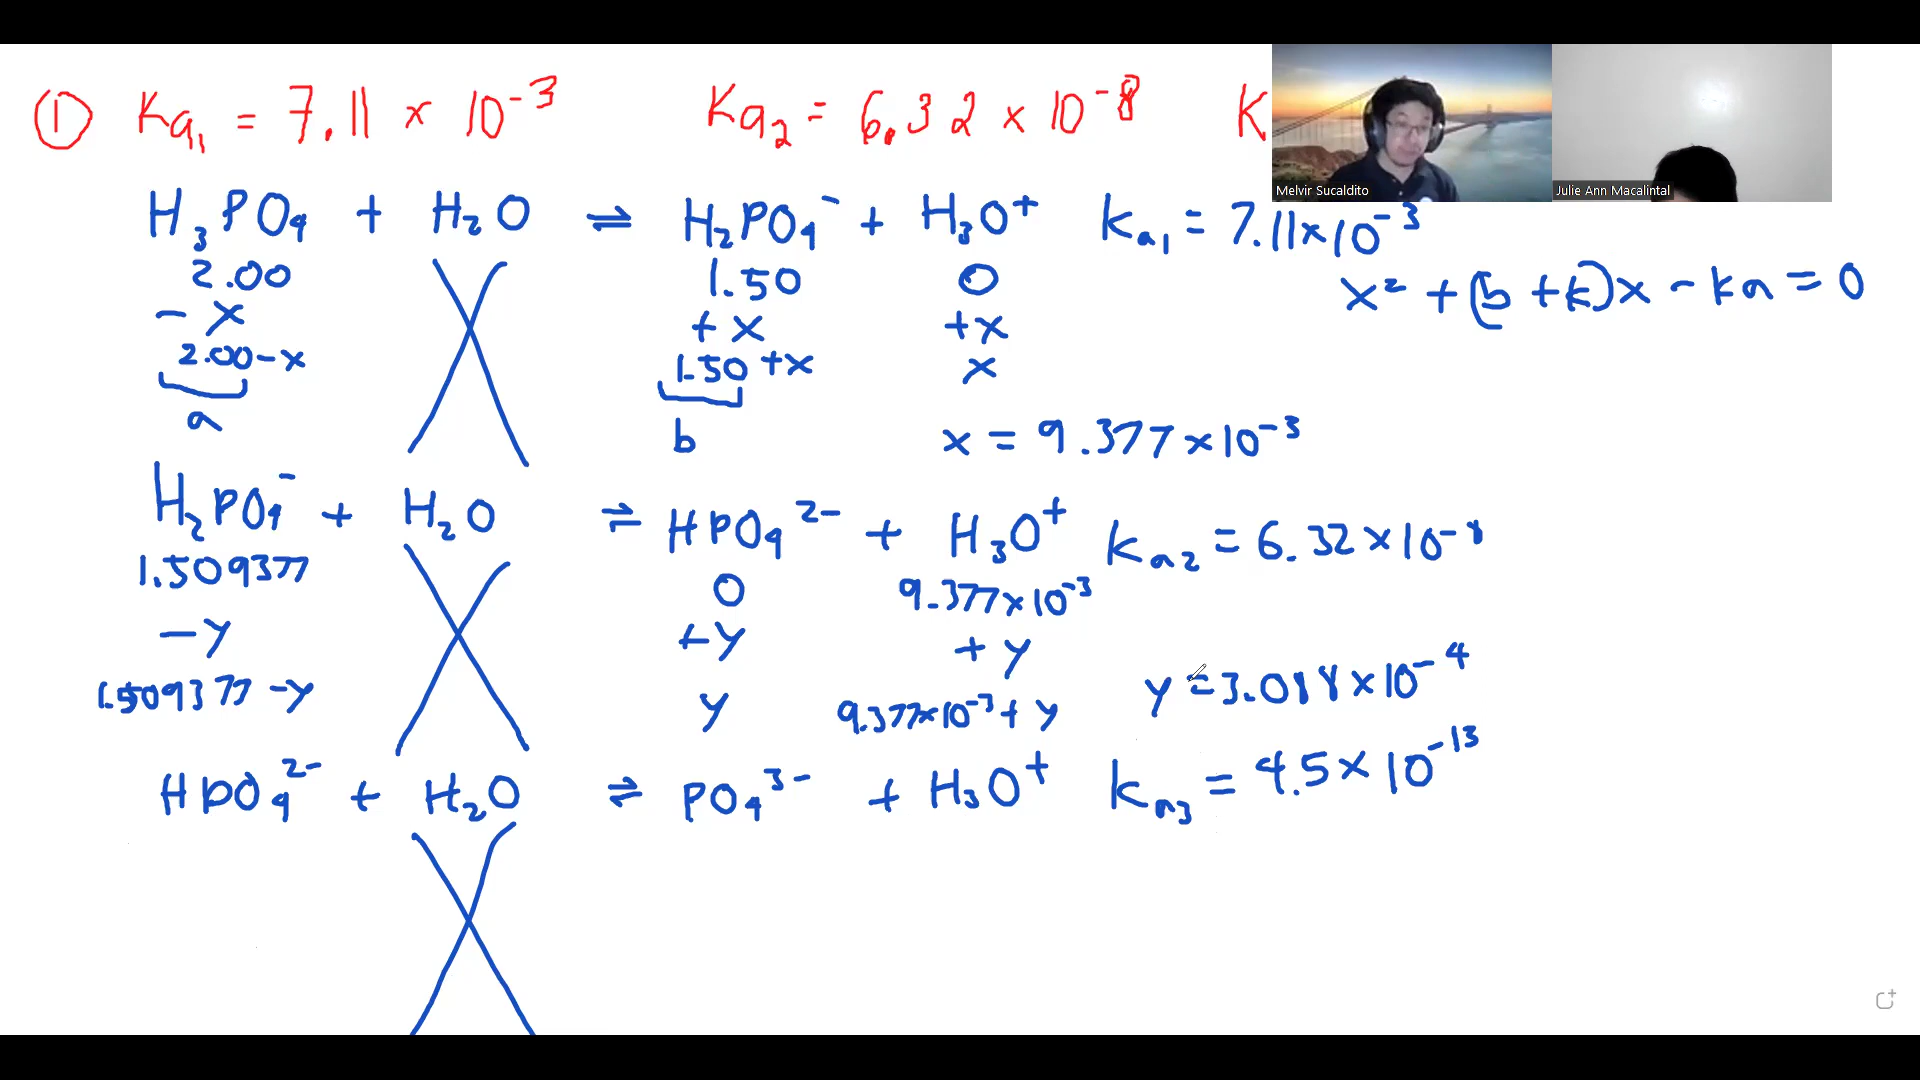 ① Ka₁ = 7.11 x 10⁻³ Ka₂ = 6.32 x 10⁻⁸ K
Melvir Sucaldito Julie Ann Macalintal
H₃PO₄ + H₂O ⇌ H₂PO₄⁻ + H₃O⁺ Ka₁ = 7.11x10⁻³
2.00 1.50 0 x² + (b + k)x - ka = 0
- x + x +x
2.00-x 1.50 +x x
a b x = 9.377x10⁻³
H₂PO₄⁻ + H₂O ⇌ HPO₄²⁻ + H₃O⁺ Ka₂ = 6.32x10⁻⁸
1.509377 0 9.377x10⁻³
- y +y + y
1.509377 -y y 9.377x10⁻³ + y y = 3.088x10⁻⁴
HPO₄²⁻ + H₂O ⇌ PO₄³⁻ + H₃O⁺ Ka₃ = 4.5x10⁻¹³